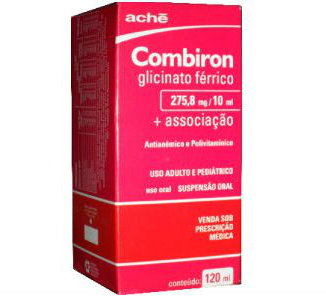 achē
Combiron
glicinato férrico
275,8 mg/10 ml
+ associação
Antianêmico e Polivitamínico
USO ADULTO E PEDIÁTRICO
uso oral SUSPENSÃO ORAL
VENDA SOB
PRESCRIÇÃO
MÉDICA
conteúdo: 120 ml